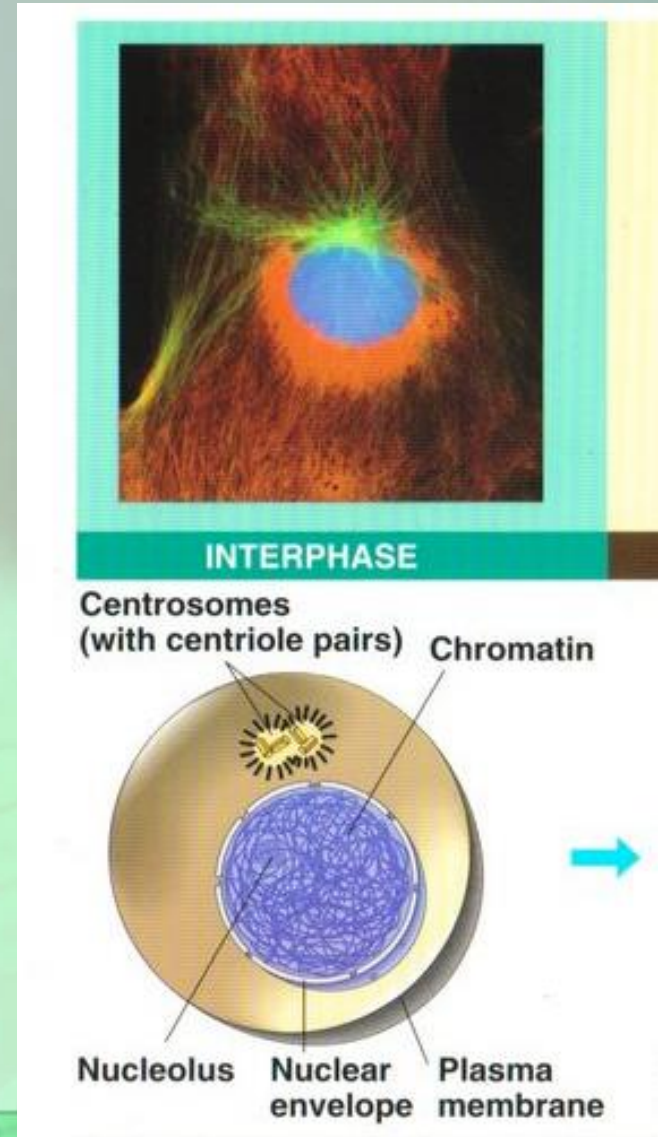 INTERPHASE
Centrosomes
(with centriole pairs)
Chromatin
Nucleolus
Nuclear
envelope
Plasma
membrane